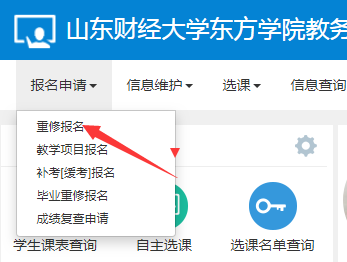 山东财经大学东方学院教务
报名申请 信息维护 选课 信息查询
重修报名
教学项目报名
补考[缓考]报名
毕业重修报名
成绩复查申请
学生课表查询 自主选课 选课名单查询